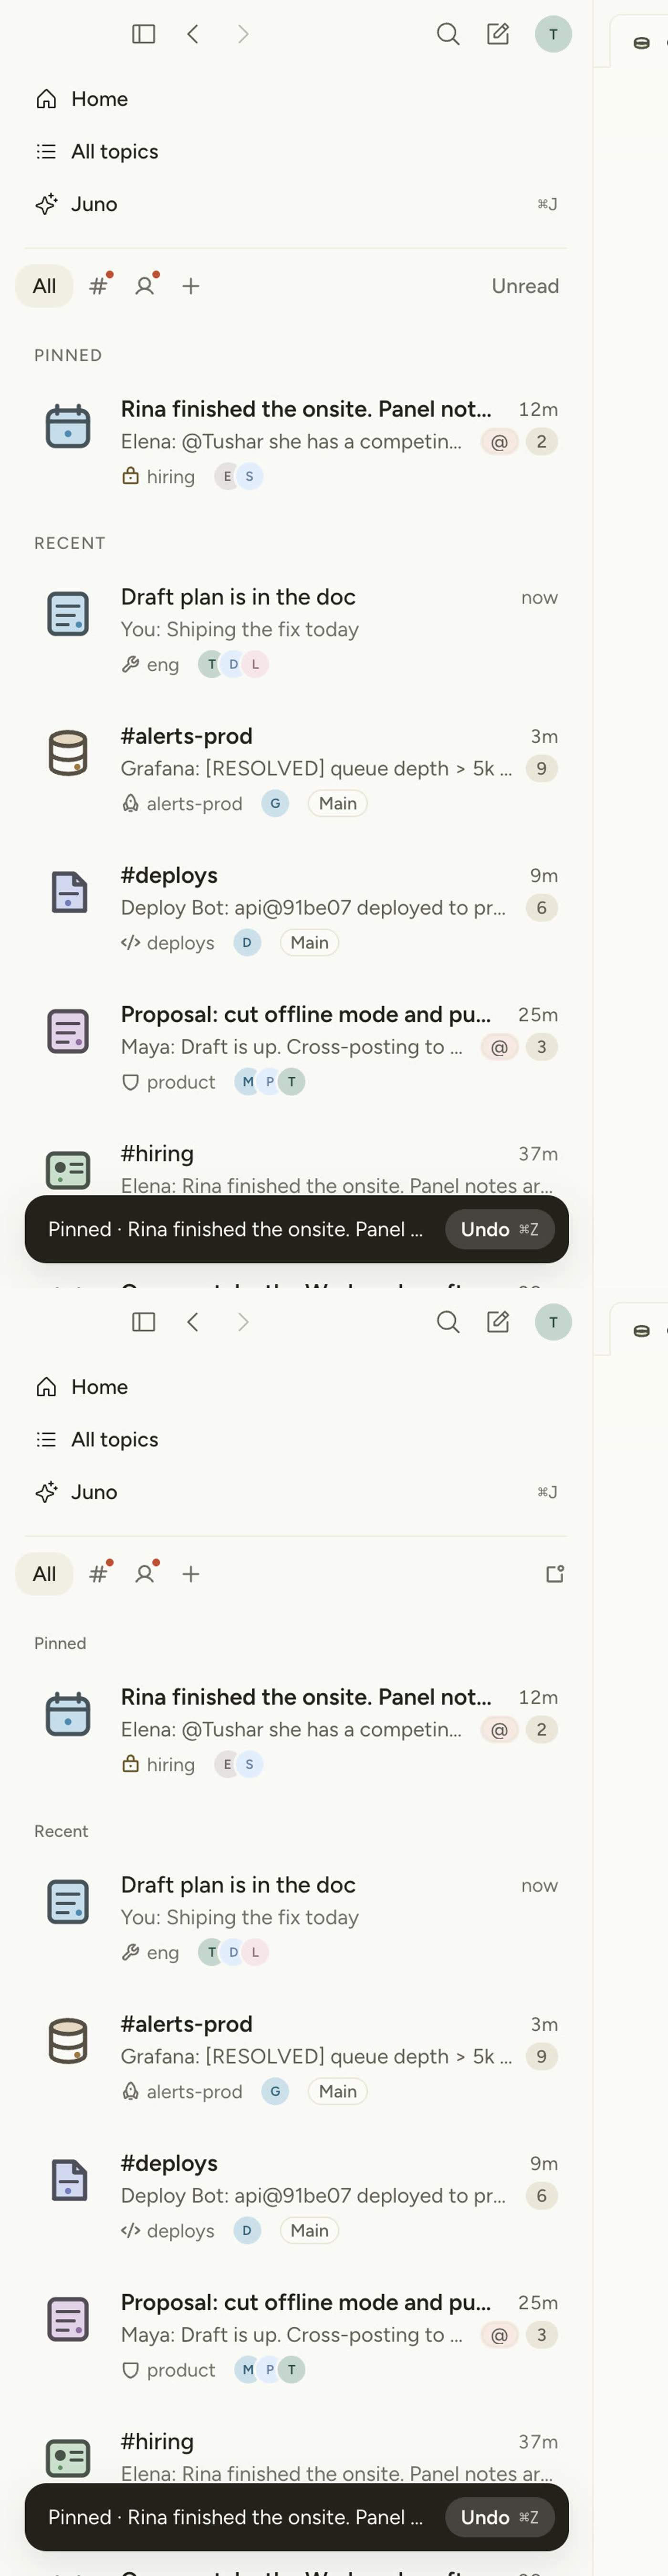 T
Home
All topics
Juno ⌘J
All Unread
PINNED
Rina finished the onsite. Panel not... 12m
Elena: @Tushar she has a competin... @ 2
hiring E S
RECENT
Draft plan is in the doc now
You: Shiping the fix today
eng T D L
#alerts-prod 3m
Grafana: [RESOLVED] queue depth > 5k ... 9
alerts-prod G Main
#deploys 9m
Deploy Bot: api@91be07 deployed to pr... 6
deploys D Main
Proposal: cut offline mode and pu... 25m
Maya: Draft is up. Cross-posting to ... @ 3
product M P T
#hiring 37m
Elena: Rina finished the onsite. Panel notes ar...
Pinned · Rina finished the onsite. Panel ... Undo ⌘Z
T
Home
All topics
Juno ⌘J
All
Pinned
Rina finished the onsite. Panel not... 12m
Elena: @Tushar she has a competin... @ 2
hiring E S
Recent
Draft plan is in the doc now
You: Shiping the fix today
eng T D L
#alerts-prod 3m
Grafana: [RESOLVED] queue depth > 5k ... 9
alerts-prod G Main
#deploys 9m
Deploy Bot: api@91be07 deployed to pr... 6
deploys D Main
Proposal: cut offline mode and pu... 25m
Maya: Draft is up. Cross-posting to ... @ 3
product M P T
#hiring 37m
Elena: Rina finished the onsite. Panel notes ar...
Pinned · Rina finished the onsite. Panel ... Undo ⌘Z